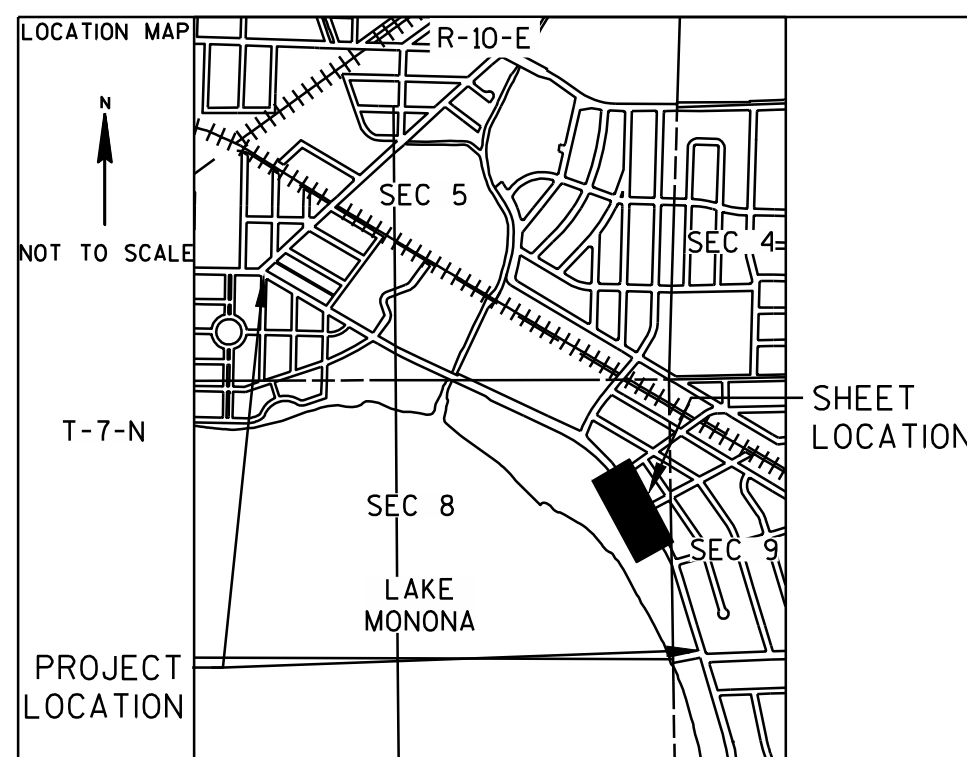 LOCATION MAP
R-10-E
N
SEC 5
SEC 4
NOT TO SCALE
SHEET
LOCATION
T-7-N
SEC 8
SEC 9
LAKE
MONONA
PROJECT
LOCATION